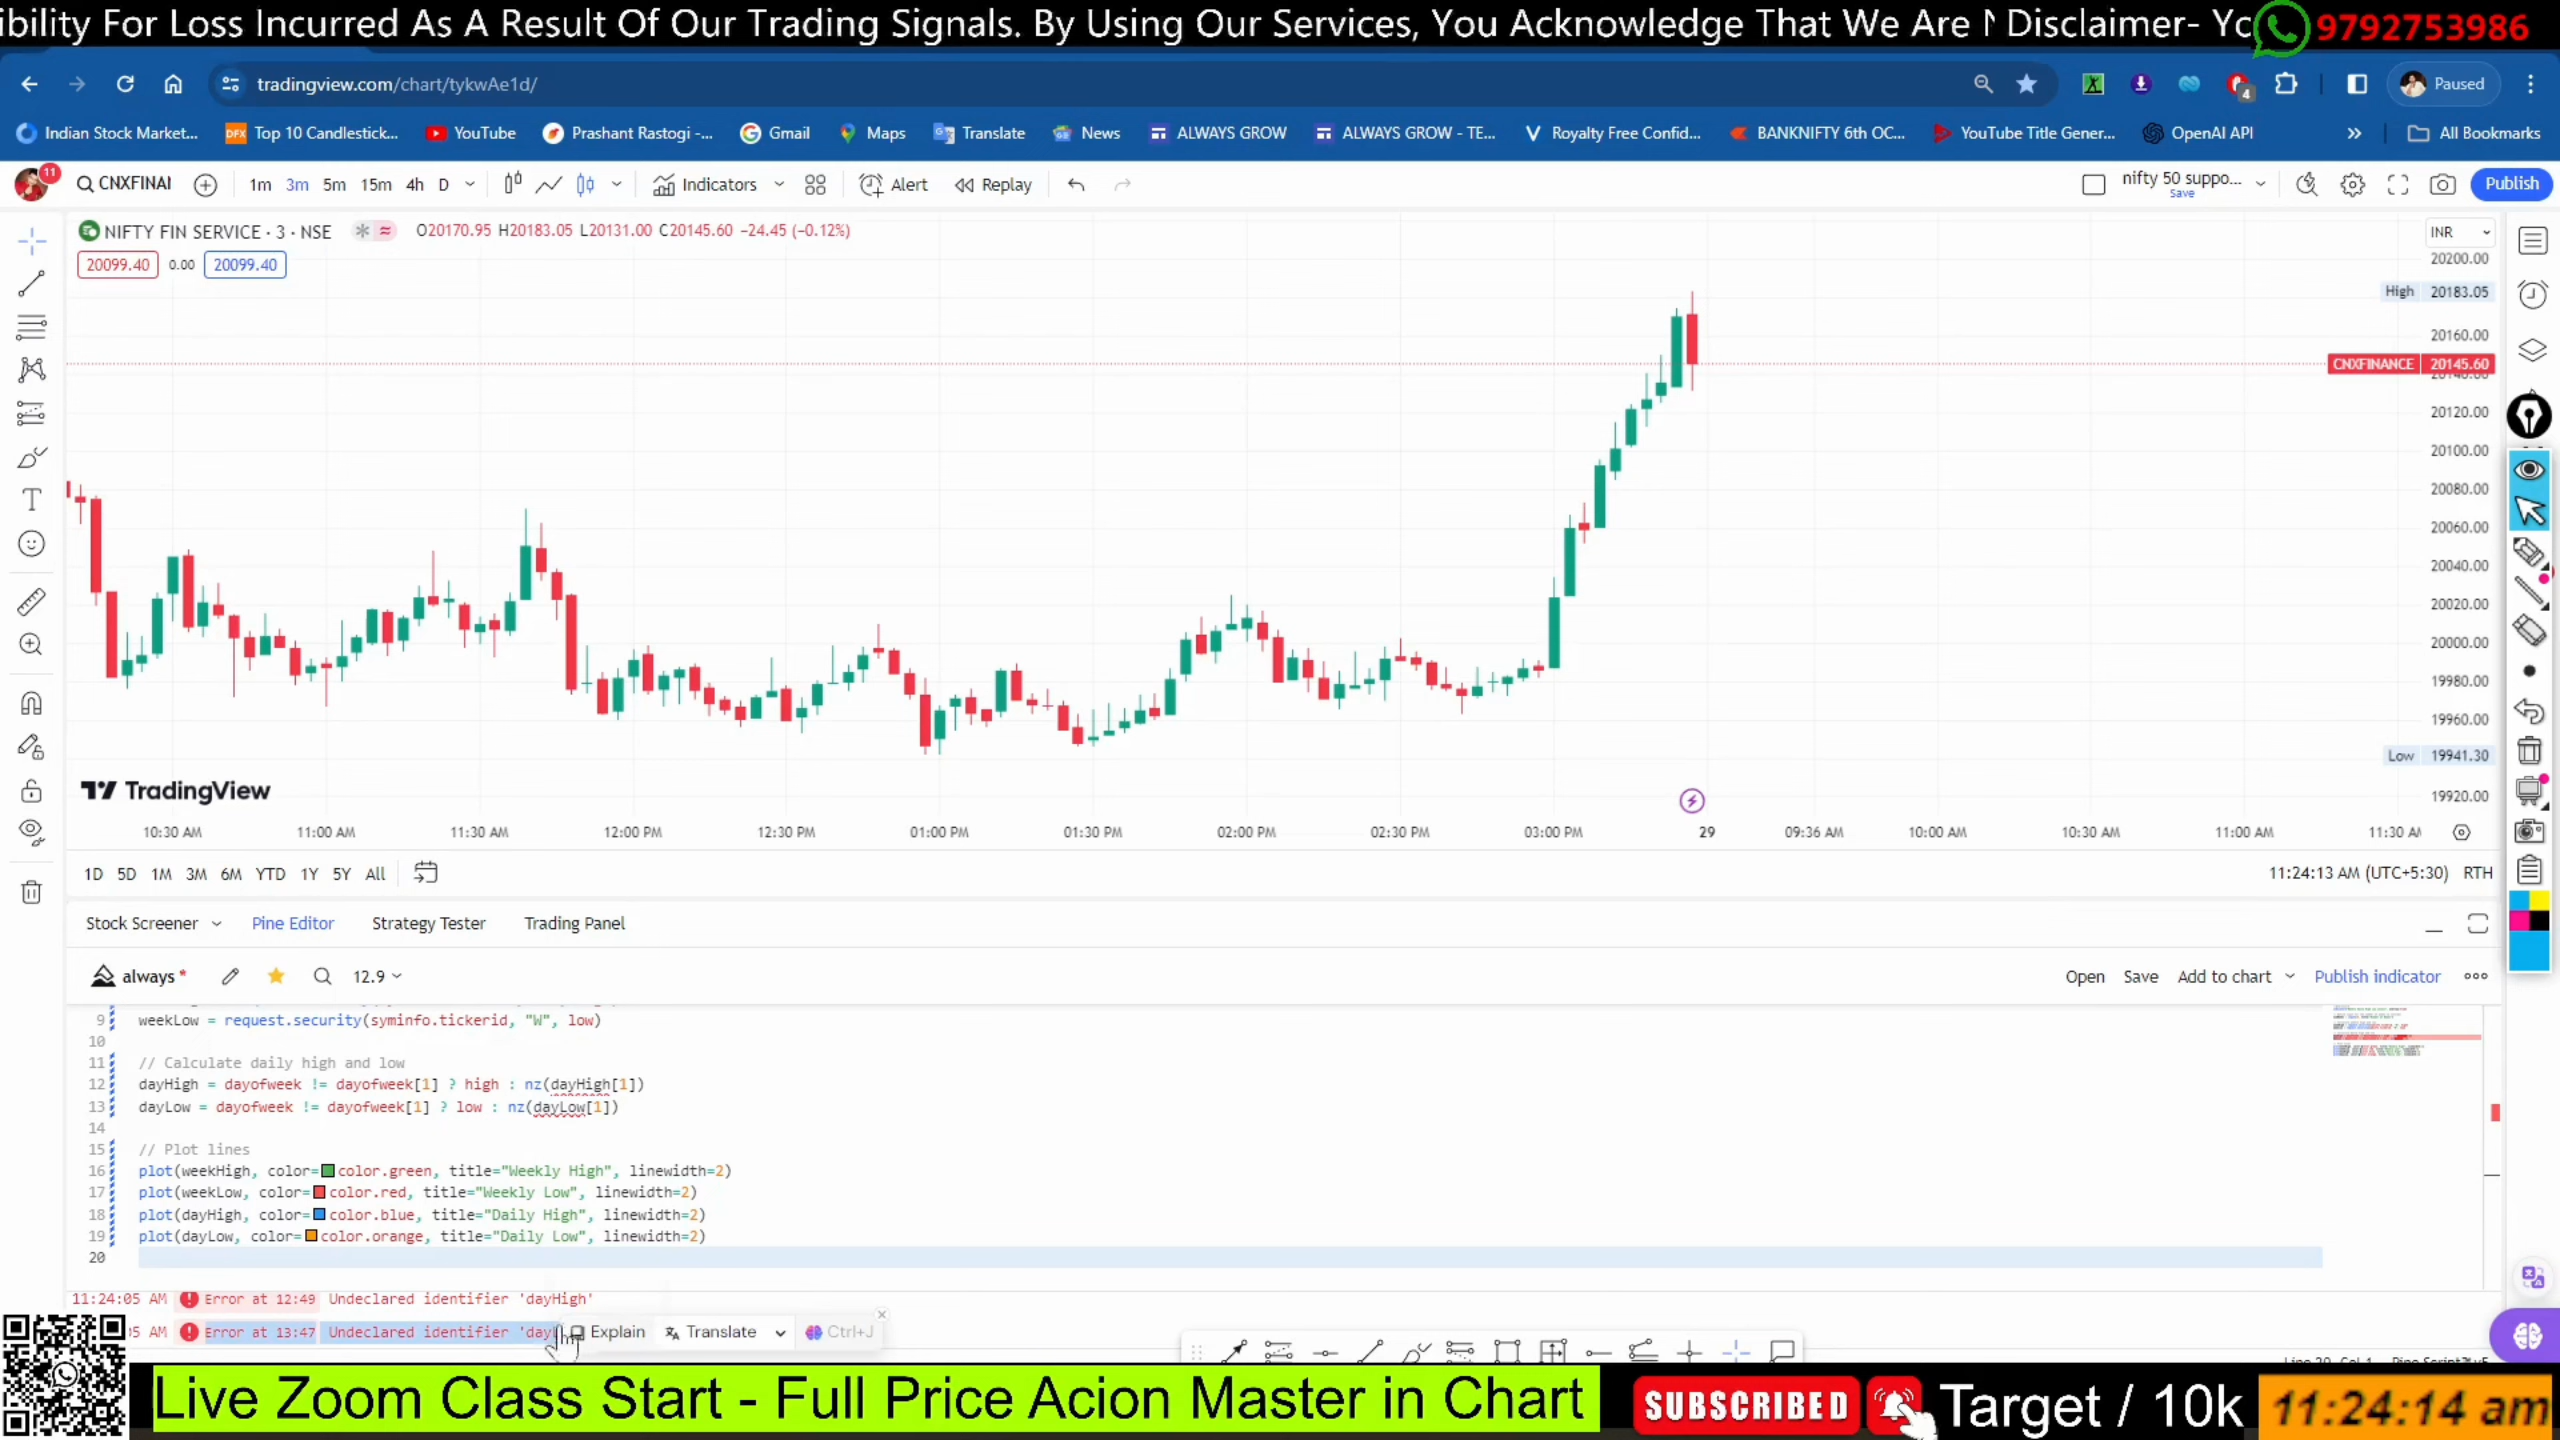 ibility For Loss Incurred As A Result Of Our Trading Signals. By Using Our Services, You Acknowledge That We Are N Disclaimer- Yc 9792753986
tradingview.com/chart/tykwAe1d/ 4 Paused
Indian Stock Market... DFX Top 10 Candlestick... YouTube Prashant Rastogi -... Gmail Maps Translate News ALWAYS GROW ALWAYS GROW - TE... Royalty Free Confid... BANKNIFTY 6th OC... YouTube Title Gener... OpenAI API » All Bookmarks
11 CNXFINAI 1m 3m 5m 15m 4h D Indicators Alert Replay nifty 50 suppo... Save Publish
NIFTY FIN SERVICE · 3 · NSE O20170.95 H20183.05 L20131.00 C20145.60 −24.45 (−0.12%) INR
20099.40 0.00 20099.40
20200.00
High 20183.05
20160.00
CNXFINANCE 20145.60
20140.00
20120.00
20100.00
20080.00
20060.00
20040.00
20020.00
20000.00
19980.00
19960.00
Low 19941.30
TradingView
19920.00
10:30 AM 11:00 AM 11:30 AM 12:00 PM 12:30 PM 01:00 PM 01:30 PM 02:00 PM 02:30 PM 03:00 PM 29 09:36 AM 10:00 AM 10:30 AM 11:00 AM 11:30 A
1D 5D 1M 3M 6M YTD 1Y 5Y All 11:24:13 AM (UTC+5:30) RTH
Stock Screener Pine Editor Strategy Tester Trading Panel
always * 12.9 Open Save Add to chart Publish indicator
9 weekLow = request.security(syminfo.tickerid, "W", low)
10
11 // Calculate daily high and low
12 dayHigh = dayofweek != dayofweek[1] ? high : nz(dayHigh[1])
13 dayLow = dayofweek != dayofweek[1] ? low : nz(dayLow[1])
14
15 // Plot lines
16 plot(weekHigh, color=color.green, title="Weekly High", linewidth=2)
17 plot(weekLow, color=color.red, title="Weekly Low", linewidth=2)
18 plot(dayHigh, color=color.blue, title="Daily High", linewidth=2)
19 plot(dayLow, color=color.orange, title="Daily Low", linewidth=2)
20
11:24:05 AM Error at 12:49 Undeclared identifier 'dayHigh'
05 AM Error at 13:47 Undeclared identifier 'dayL Explain Translate Ctrl+J
Live Zoom Class Start - Full Price Acion Master in Chart SUBSCRIBED Target / 10k 11:24:14 am